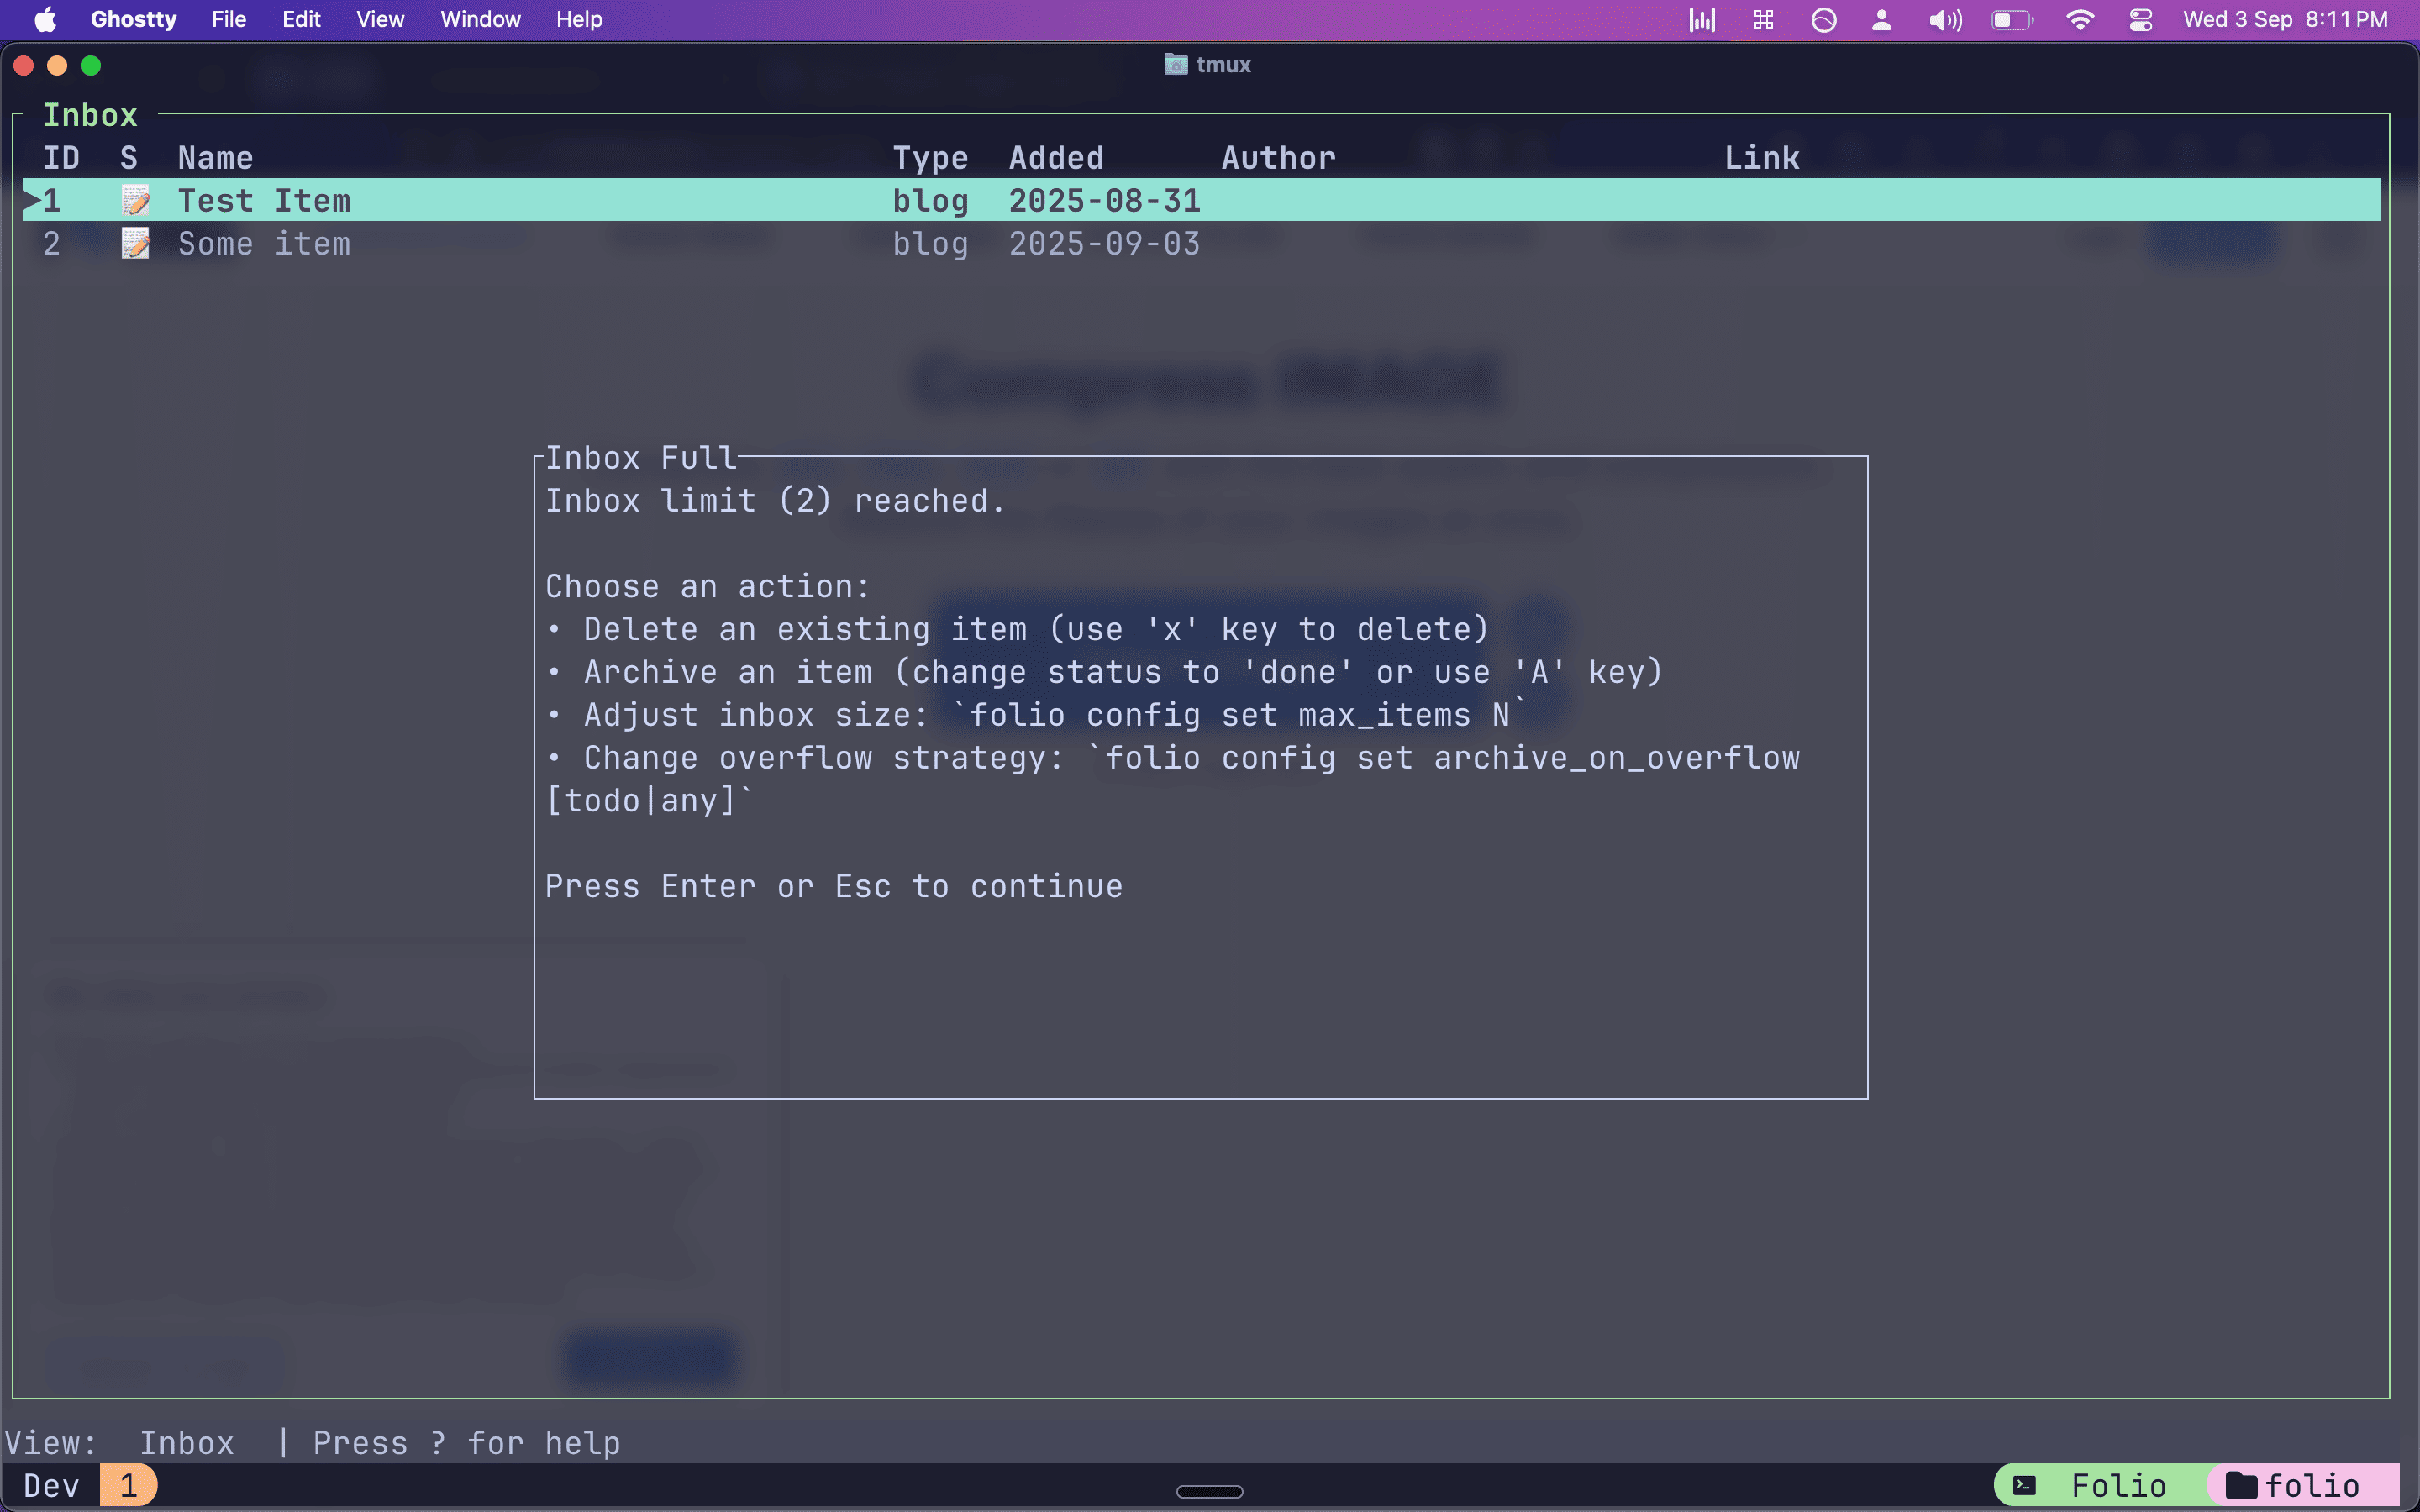 Ghostty File Edit View Window Help Wed 3 Sep 8:11 PM
tmux
Inbox
ID S Name Type Added Author Link
▶1 📝 Test Item blog 2025-08-31
2 📝 Some item blog 2025-09-03
Compress IMAGE
Inbox Full
Inbox limit (2) reached.
Choose an action:
• Delete an existing item (use 'x' key to delete)
• Archive an item (change status to 'done' or use 'A' key)
• Adjust inbox size: `folio config set max_items N`
• Change overflow strategy: `folio config set archive_on_overflow
[todo|any]`
Press Enter or Esc to continue
View: Inbox | Press ? for help
Dev 1 Folio folio